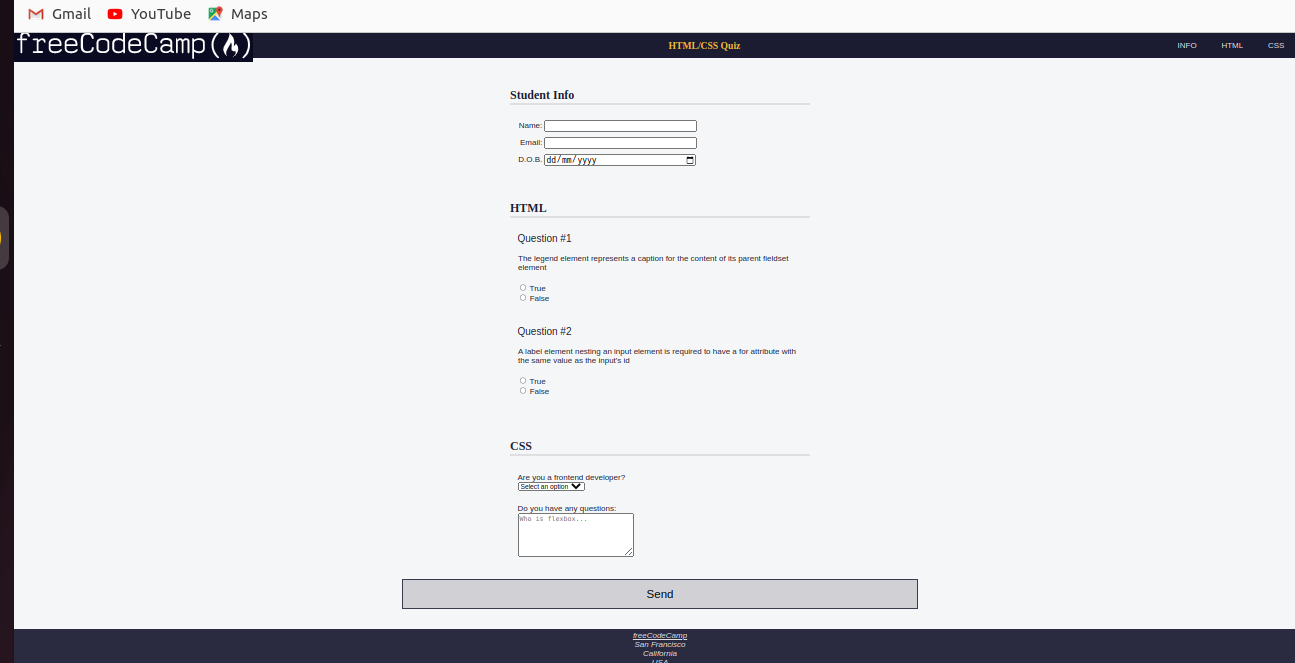 Gmail YouTube Maps
freeCodeCamp HTML/CSS Quiz INFO HTML CSS
Student Info
Name:
Email:
D.O.B. dd/mm/yyyy
HTML
Question #1
The legend element represents a caption for the content of its parent fieldset
element
True
False
Question #2
A label element nesting an input element is required to have a for attribute with
the same value as the input's id
True
False
CSS
Are you a frontend developer?
Select an option
Do you have any questions:
Who is flexbox...
Send
freeCodeCamp
San Francisco
California
USA